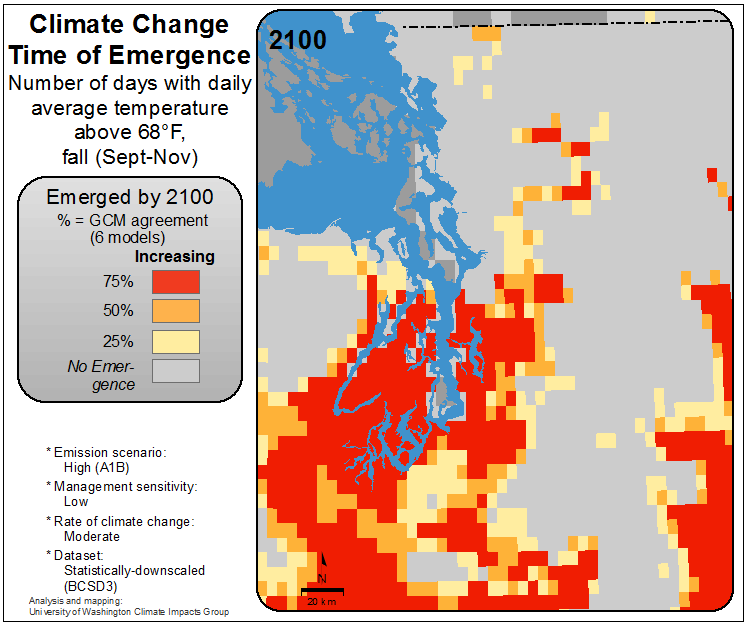 Climate Change
Time of Emergence
Number of days with daily
average temperature
above 68°F,
fall (Sept-Nov)
Emerged by 2100
% = GCM agreement
(6 models)
Increasing
75%
50%
25%
No Emer-
gence
* Emission scenario:
High (A1B)
* Management sensitivity:
Low
* Rate of climate change:
Moderate
* Dataset:
Statistically-downscaled
(BCSD3)
Analysis and mapping:
University of Washington Climate Impacts Group
2100
N
20 km